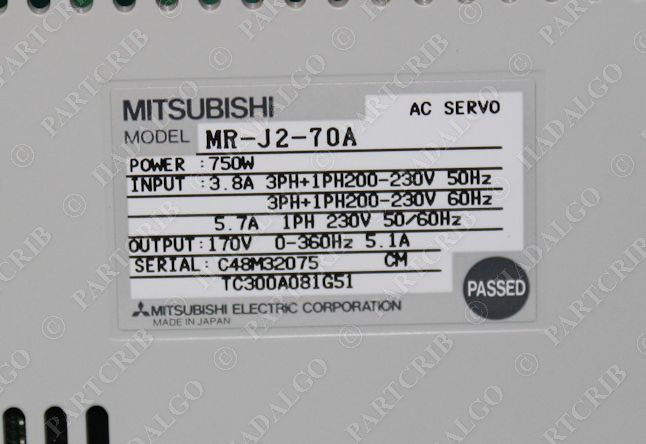 MITSUBISHI AC SERVO
MODEL MR-J2-70A
POWER :750W
INPUT :3.8A 3PH+1PH200-230V 50Hz
3PH+1PH200-230V 60Hz
5.7A 1PH 230V 50/60Hz
OUTPUT:170V 0-360Hz 5.1A
SERIAL: C48M32075 CM
TC300A081G51
PASSED
MITSUBISHI ELECTRIC CORPORATION
MADE IN JAPAN
© PARTCRIB
© HADALGO